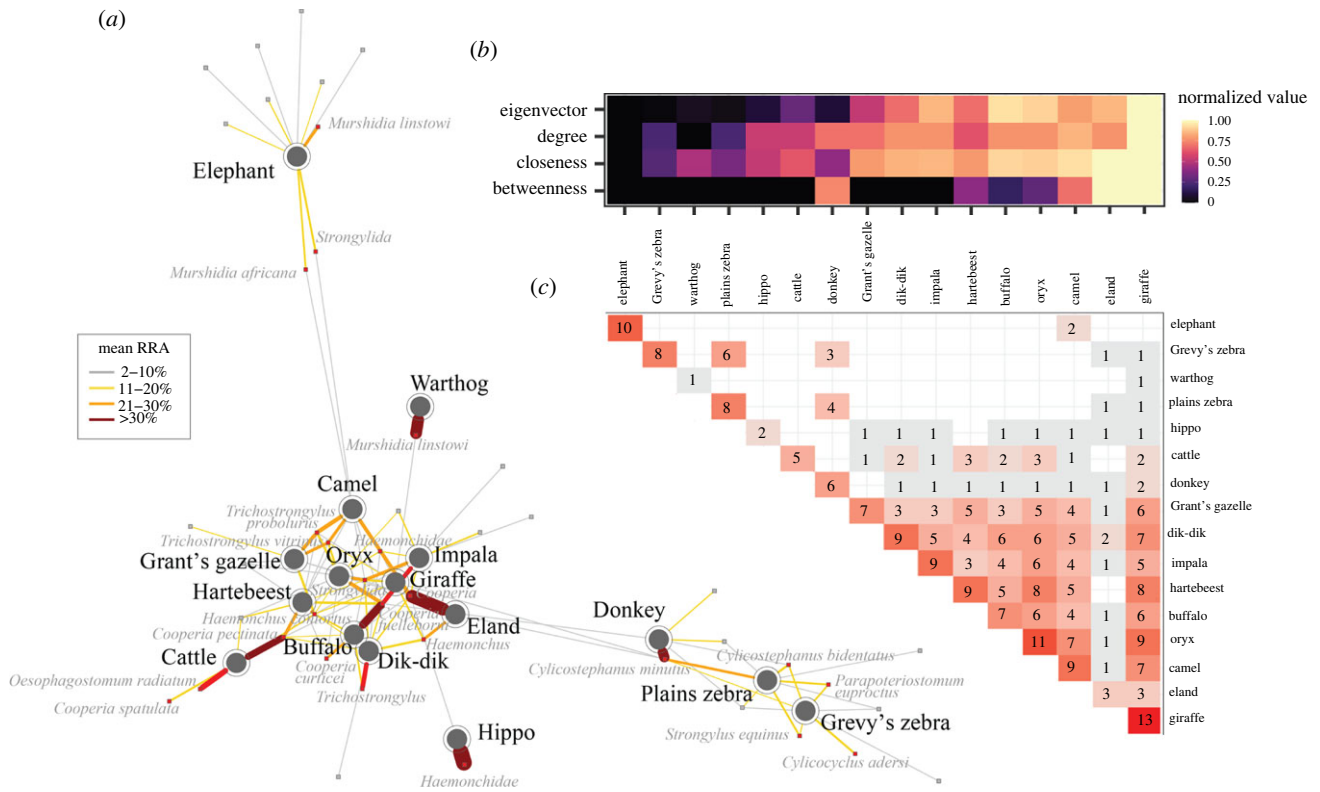 (a)
Murshidia linstowi
Elephant
Strongylida
Murshidia africana
mean RRA
2–10%
11–20%
21–30%
>30%
Warthog
Murshidia linstowi
Camel
Trichostrongylus
probolurus
Trichostrongylus vitrinus
Haemonchidae
Grant's gazelle
Oryx
Impala
Giraffe
Hartebeest
Strongylida
Cooperia
Haemonchus contortus
Cooperia
fuelleborni
Eland
Cooperia pectinata
Buffalo
Haemonchus
Cattle
Dik-dik
Cooperia
curticei
Oesophagostomum radiatum
Trichostrongylus
Cooperia spatulata
Hippo
Haemonchidae
Donkey
Cylicostephanus minutus
Cylicostephanus bidentatus
Plains zebra
Parapoteriostomum
euproctus
Grevy's zebra
Strongylus equinus
Cylicocyclus adersi
(b)
eigenvector
degree
closeness
betweenness
normalized value
1.00
0.75
0.50
0.25
0
(c)
elephant
Grevy's zebra
warthog
plains zebra
hippo
cattle
donkey
Grant's gazelle
dik-dik
impala
hartebeest
buffalo
oryx
camel
eland
giraffe
10 2 elephant
8 6 3 1 1 Grevy's zebra
1 1 warthog
8 4 1 1 plains zebra
2 1 1 1 1 1 1 1 1 hippo
5 1 2 1 3 2 3 1 2 cattle
6 1 1 1 1 1 1 1 2 donkey
7 3 3 5 3 5 4 1 6 Grant's gazelle
9 5 4 6 6 5 2 7 dik-dik
9 3 4 6 4 1 5 impala
9 5 8 5 8 hartebeest
7 6 4 1 6 buffalo
11 7 1 9 oryx
9 1 7 camel
3 3 eland
13 giraffe